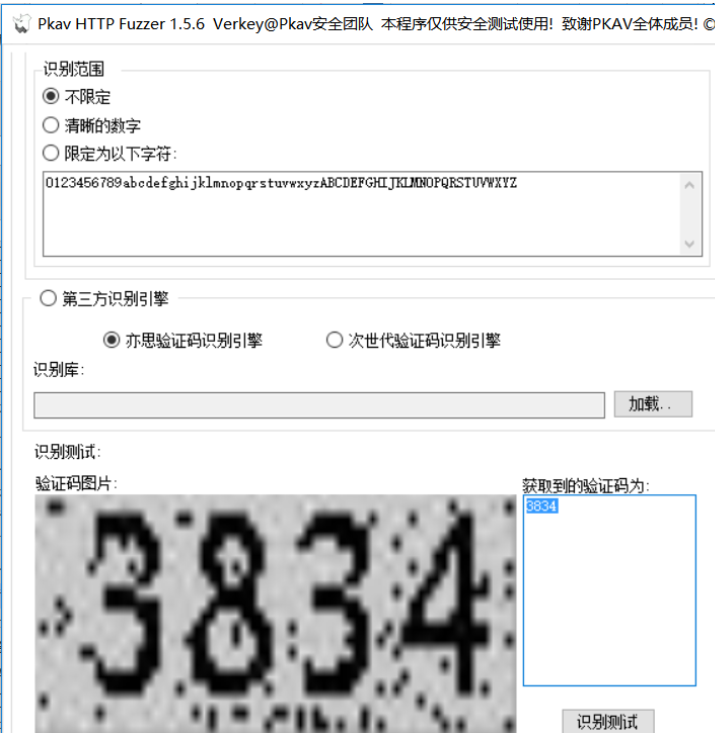 Pkav HTTP Fuzzer 1.5.6 Verkey@Pkav安全团队 本程序仅供安全测试使用! 致谢PKAV全体成员! ©
识别范围
不限定
清晰的数字
限定为以下字符:
0123456789abcdefghijklmnopqrstuvwxyzABCDEFGHIJKLMNOPQRSTUVWXYZ
第三方识别引擎
亦思验证码识别引擎 次世代验证码识别引擎
识别库:
加载..
识别测试:
验证码图片: 获取到的验证码为:
3834 3834
识别测试